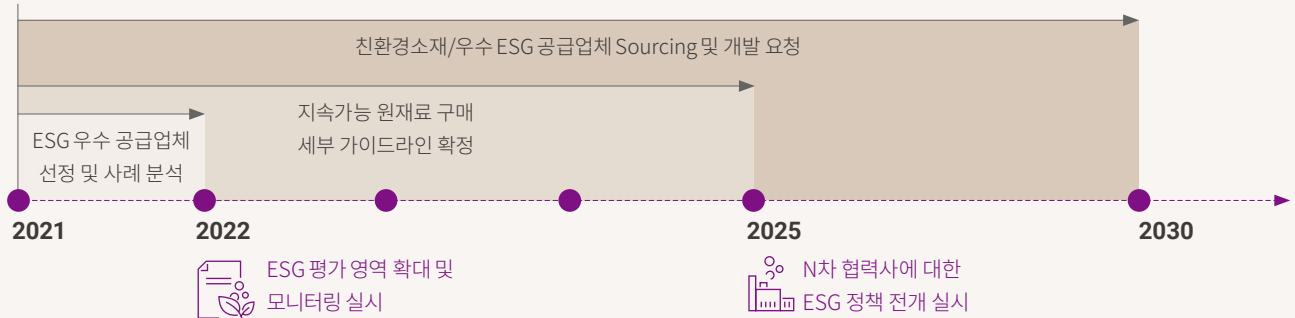 친환경소재/우수 ESG 공급업체 Sourcing 및 개발 요청
지속가능 원재료 구매
세부 가이드라인 확정
ESG 우수 공급업체
선정 및 사례 분석
2021
2022
2025
2030
ESG 평가 영역 확대 및
모니터링 실시
N차 협력사에 대한
ESG 정책 전개 실시